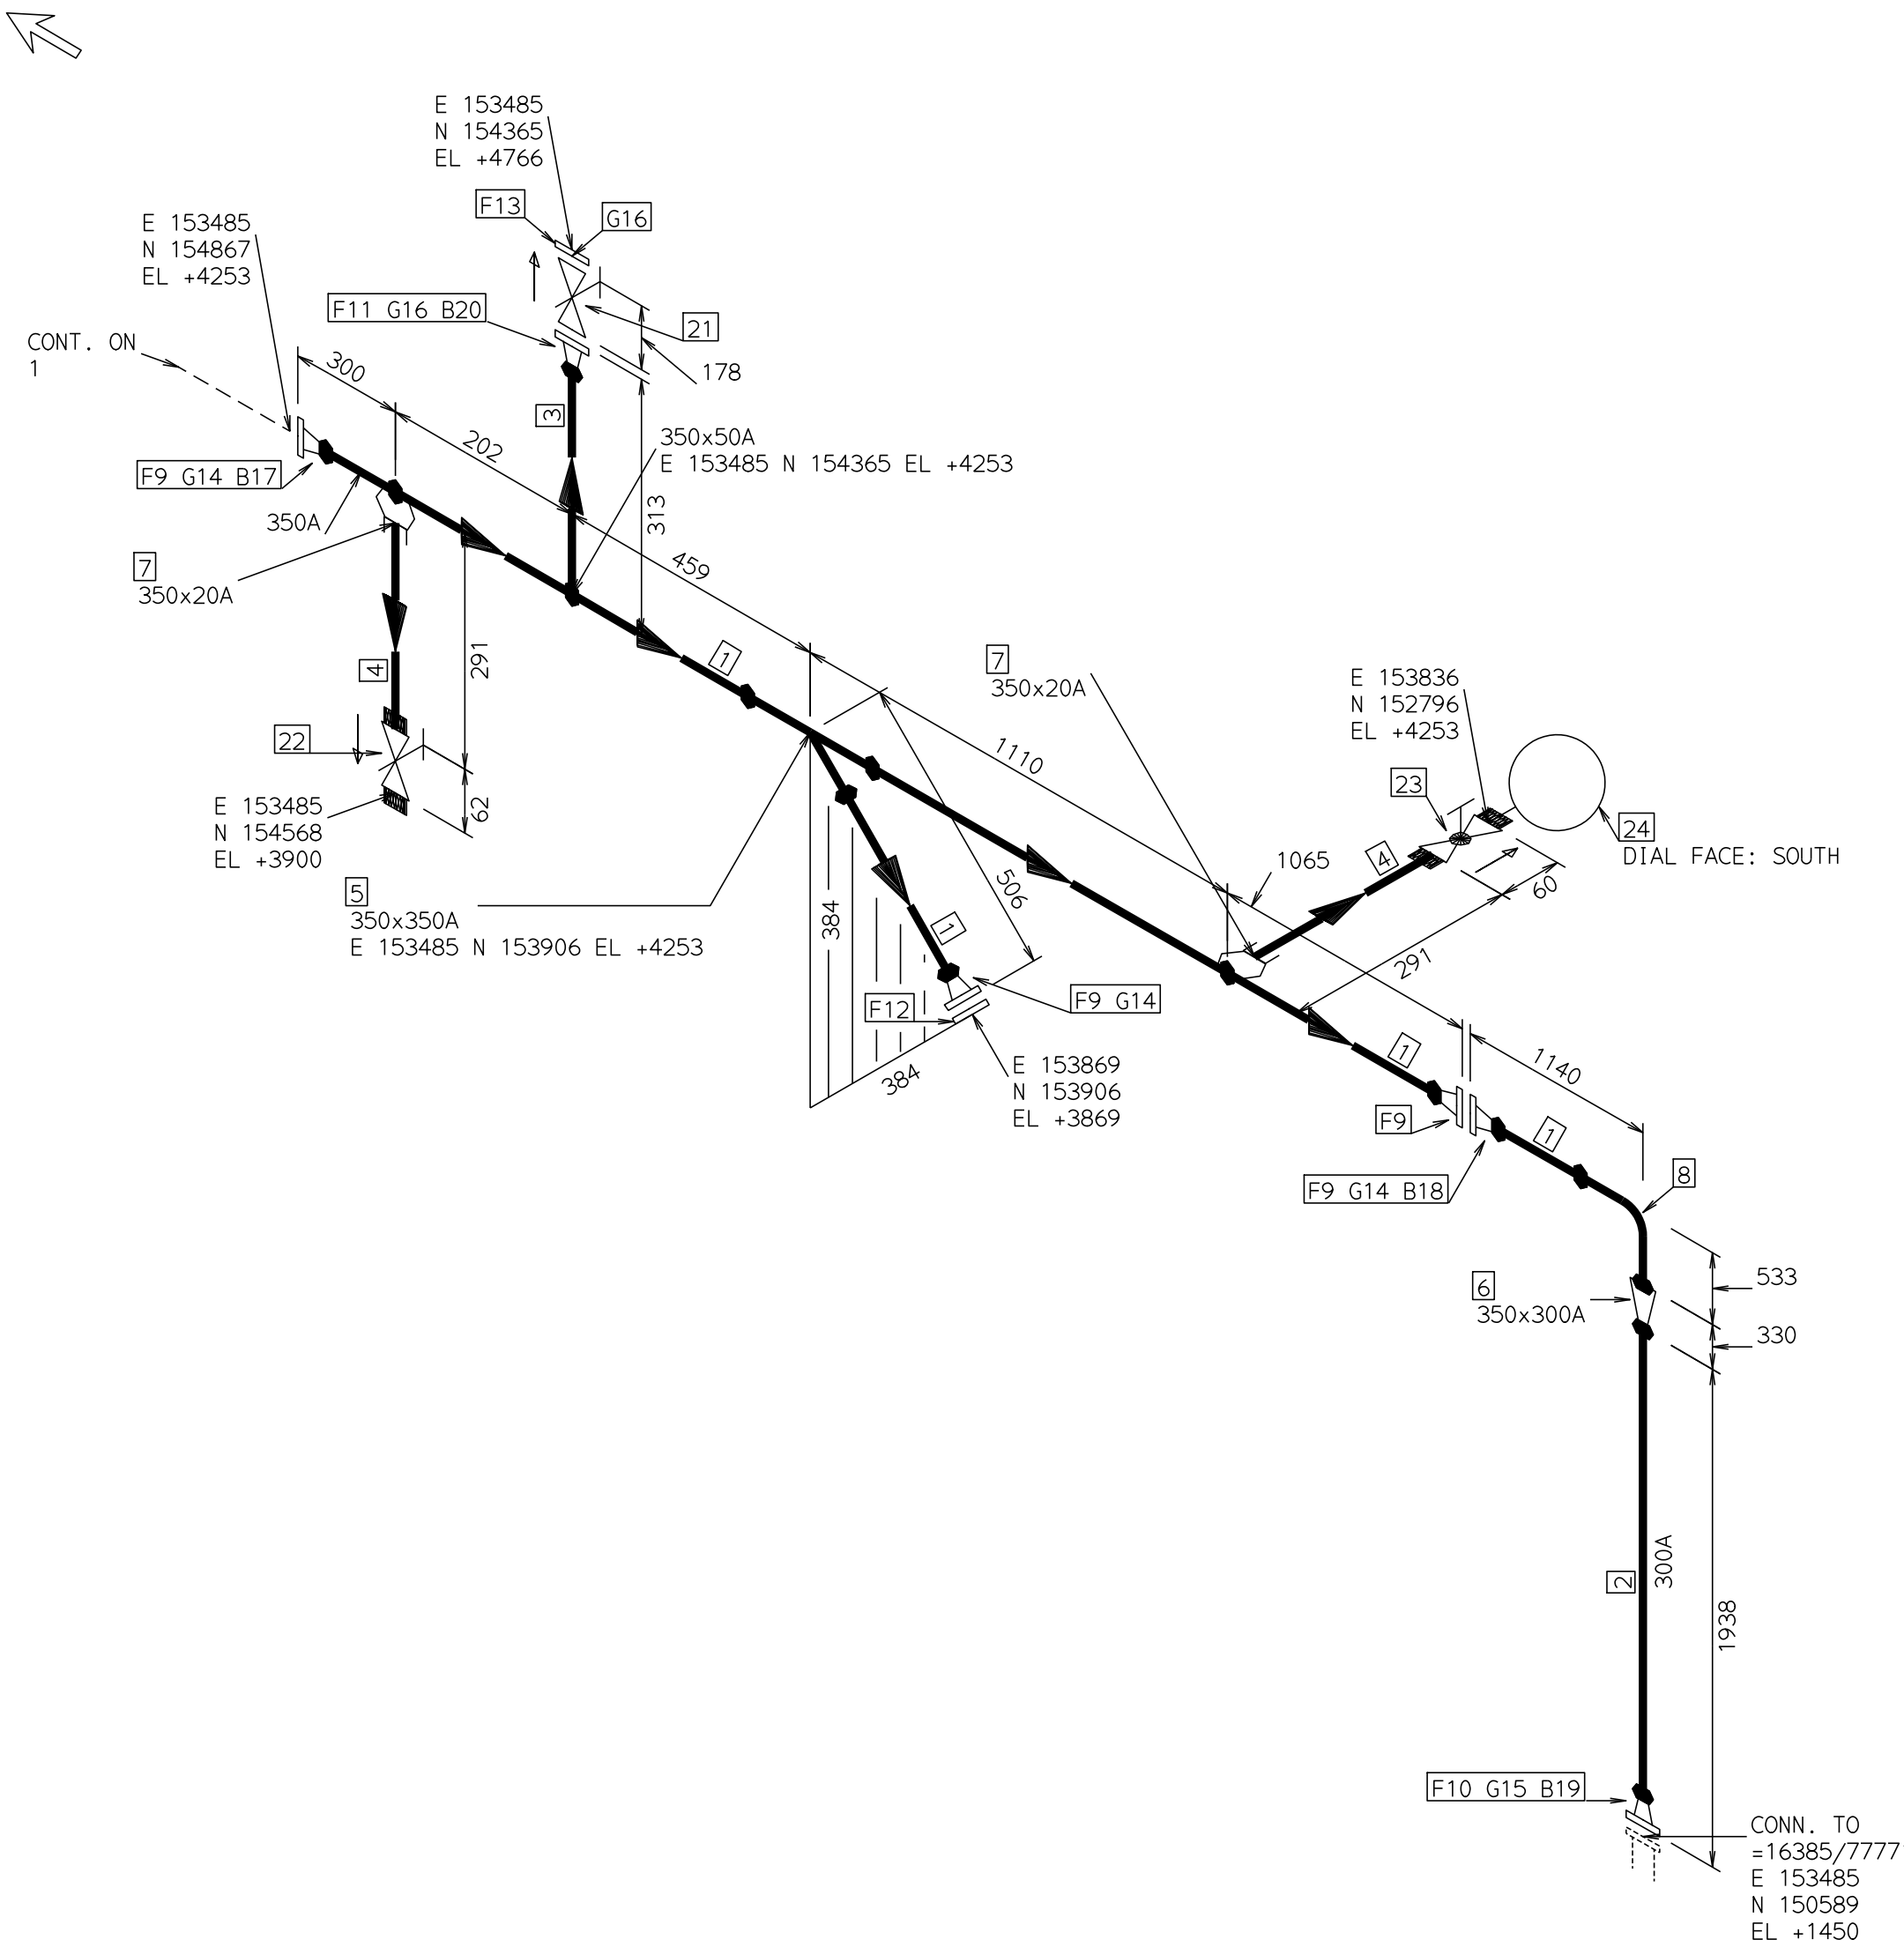 E 153485
N 154365
EL +4766
F13
G16
E 153485
N 154867
EL +4253
F11 G16 B20
21
CONT. ON
1
300
178
3
202
350x50A
E 153485 N 154365 EL +4253
F9 G14 B17
350A
313
7
350x20A
459
291
4
1
7
350x20A
E 153836
N 152796
EL +4253
22
1110
23
62
E 153485
N 154568
EL +3900
24
DIAL FACE: SOUTH
1065
4
60
5
350x350A
E 153485 N 153906 EL +4253
384
506
1
291
F12
F9 G14
384
E 153869
N 153906
EL +3869
1
1140
F9
1
F9 G14 B18
8
533
6
350x300A
330
300A
2
1938
F10 G15 B19
CONN. TO
=16385/7777
E 153485
N 150589
EL +1450